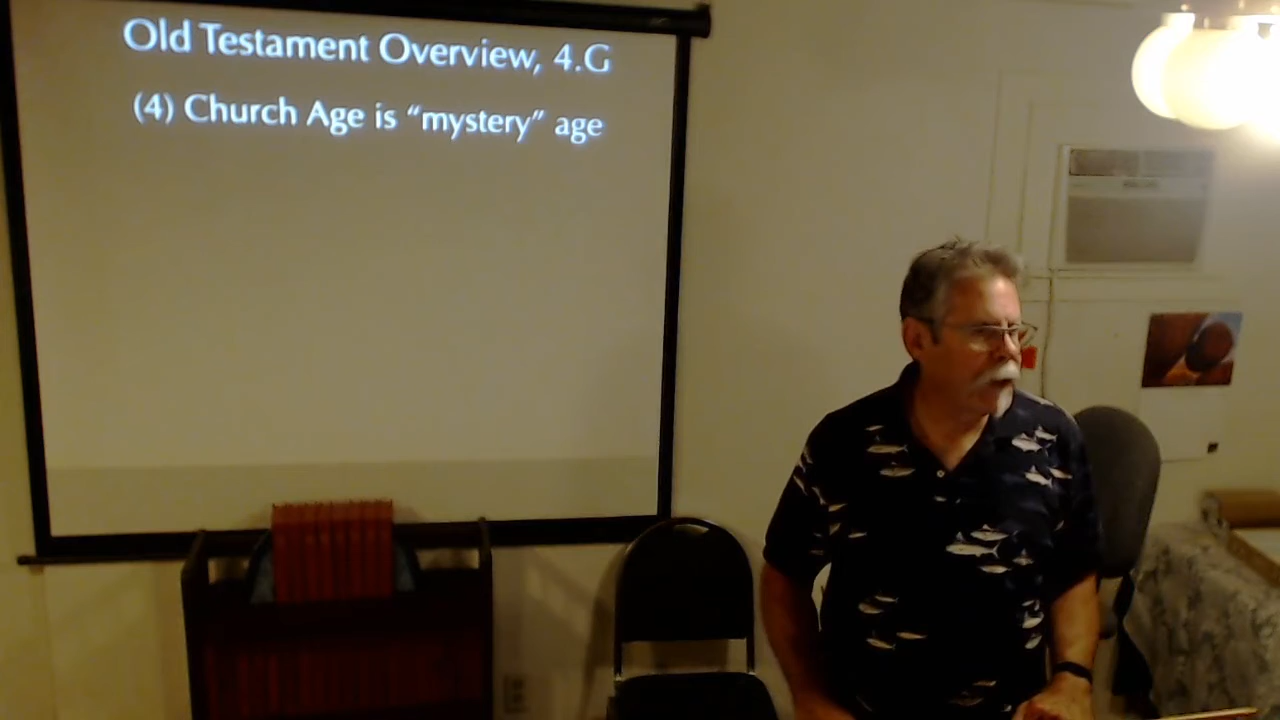 Old Testament Overview, 4.G
(4) Church Age is “mystery” age